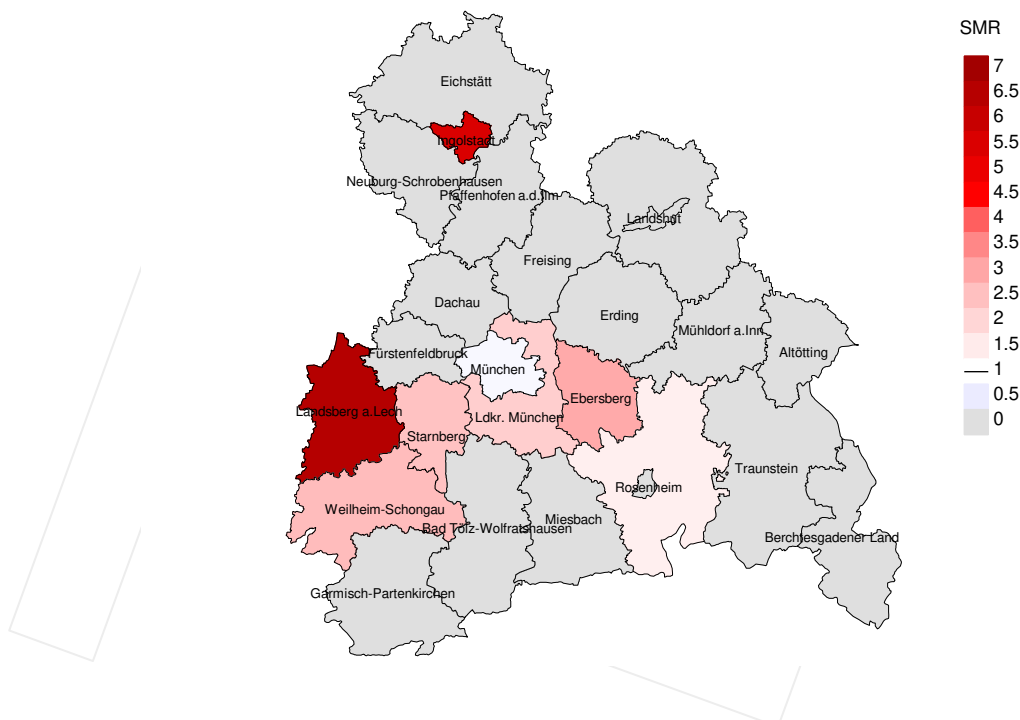 SMR
7
6.5
6
5.5
5
4.5
4
3.5
3
2.5
2
1.5
1
0.5
0
Eichstätt
Ingolstadt
Neuburg-Schrobenhausen
Pfaffenhofen a.d.Ilm
Landshut
Freising
Dachau
Erding
Mühldorf a.Inn
Fürstenfeldbruck
Altötting
München
Ebersberg
Landsberg a.Lech
Ldkr. München
Starnberg
Traunstein
Rosenheim
Weilheim-Schongau
Miesbach
Bad Tölz-Wolfratshausen
Berchtesgadener Land
Garmisch-Partenkirchen